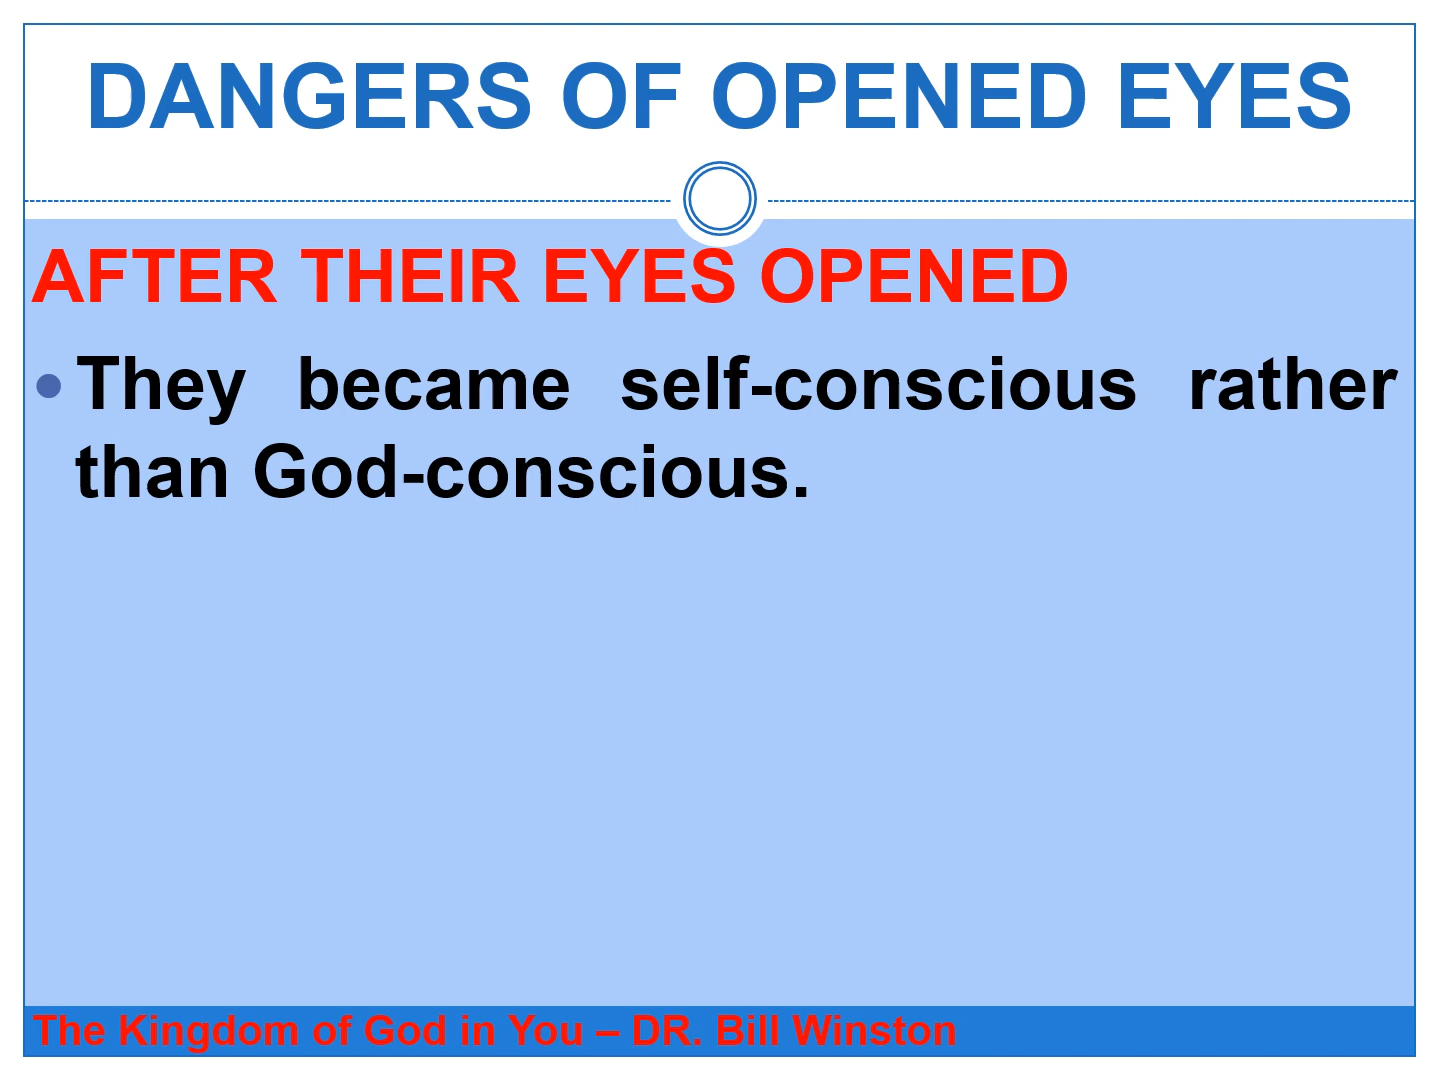 DANGERS OF OPENED EYES
AFTER THEIR EYES OPENED
• They became self-conscious rather
than God-conscious.
The Kingdom of God in You – DR. Bill Winston